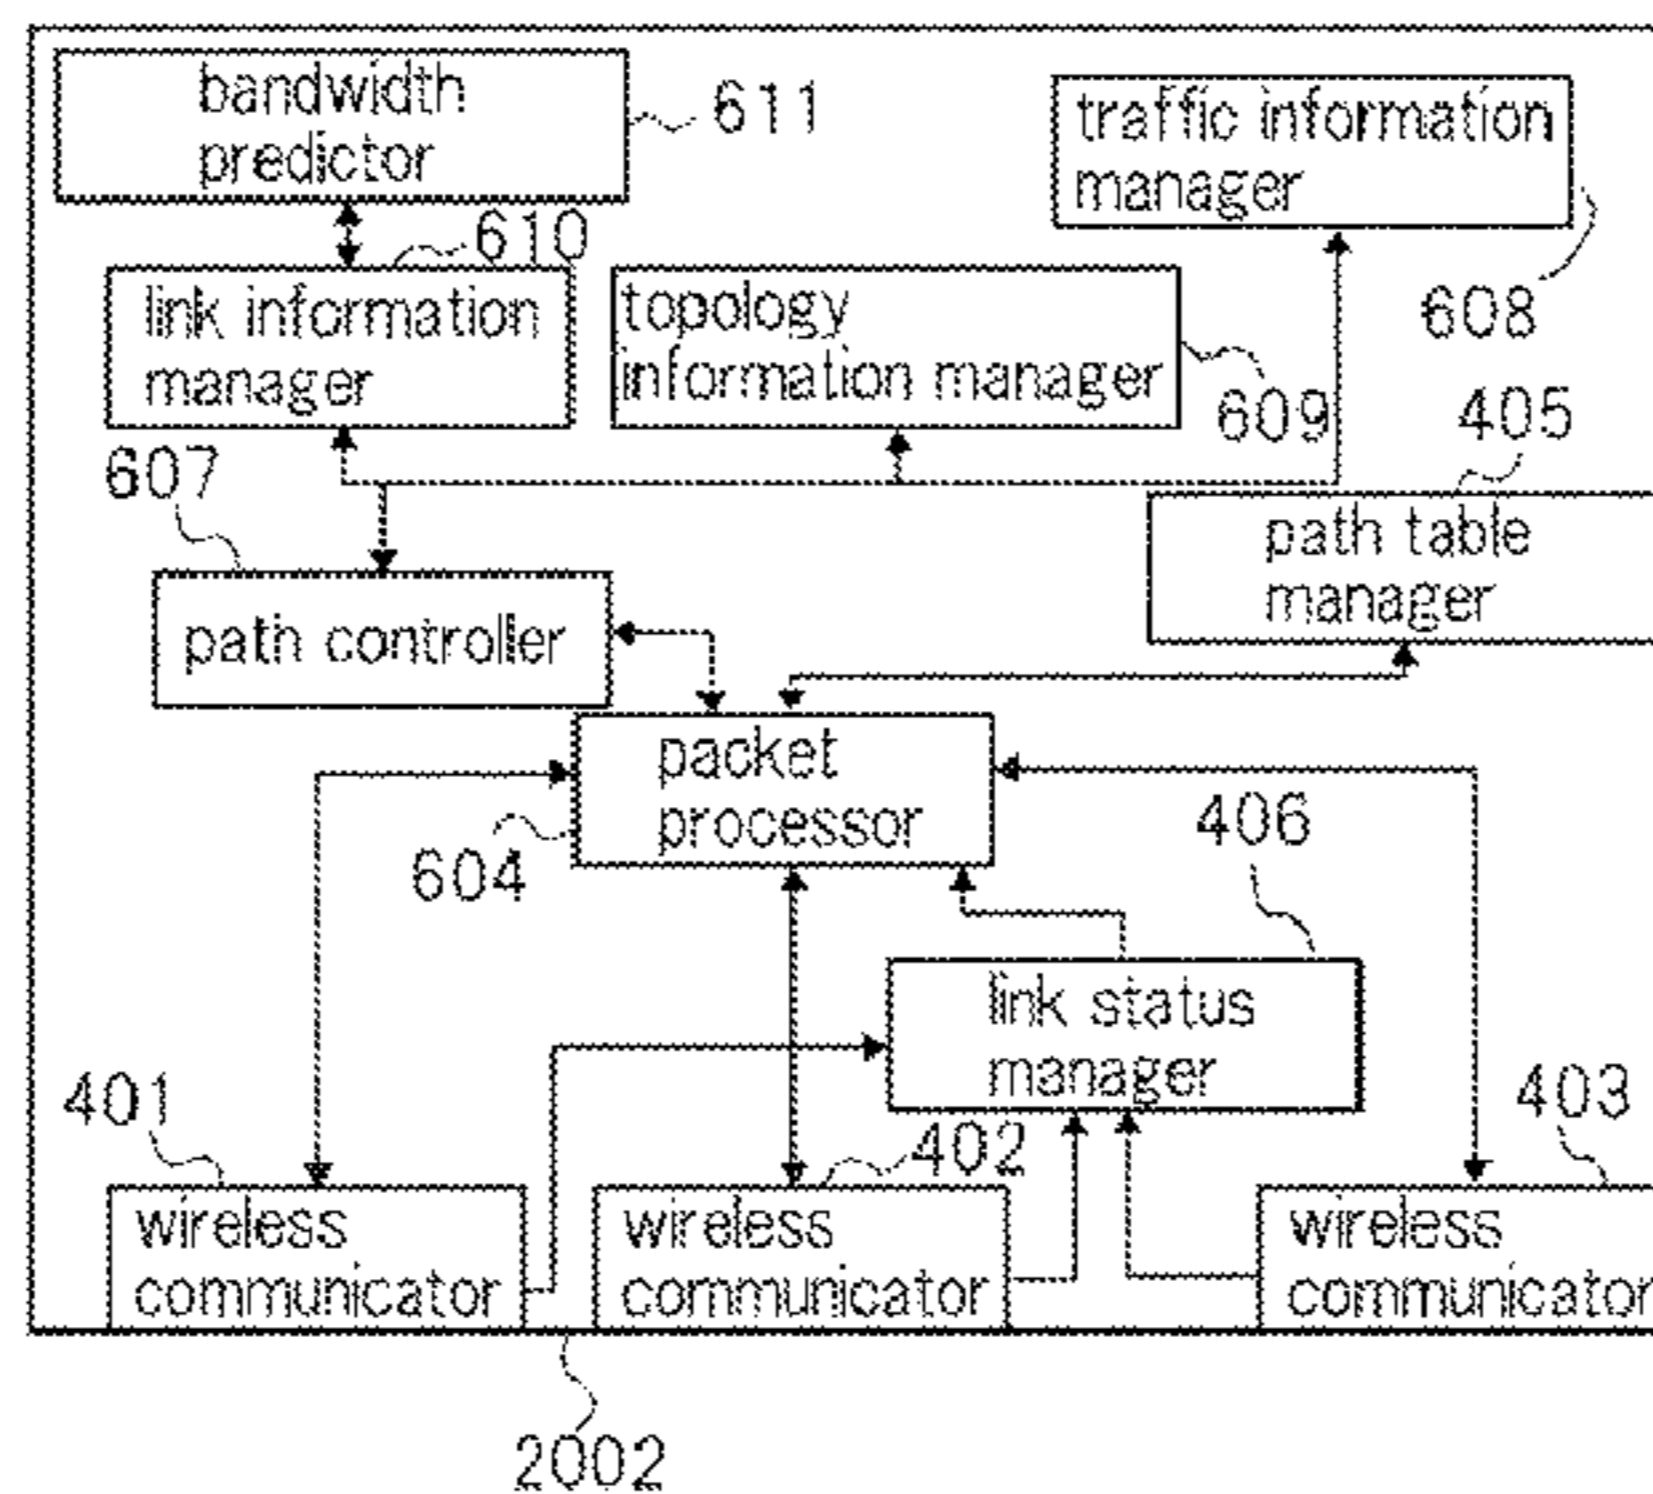 bandwidth
predictor
611
traffic information
manager
608
610
link information
manager
topology
information manager
609
405
607
path table
manager
path controller
packet
processor
604
406
link status
manager
401
402
403
wireless
communicator
wireless
communicator
wireless
communicator
2002